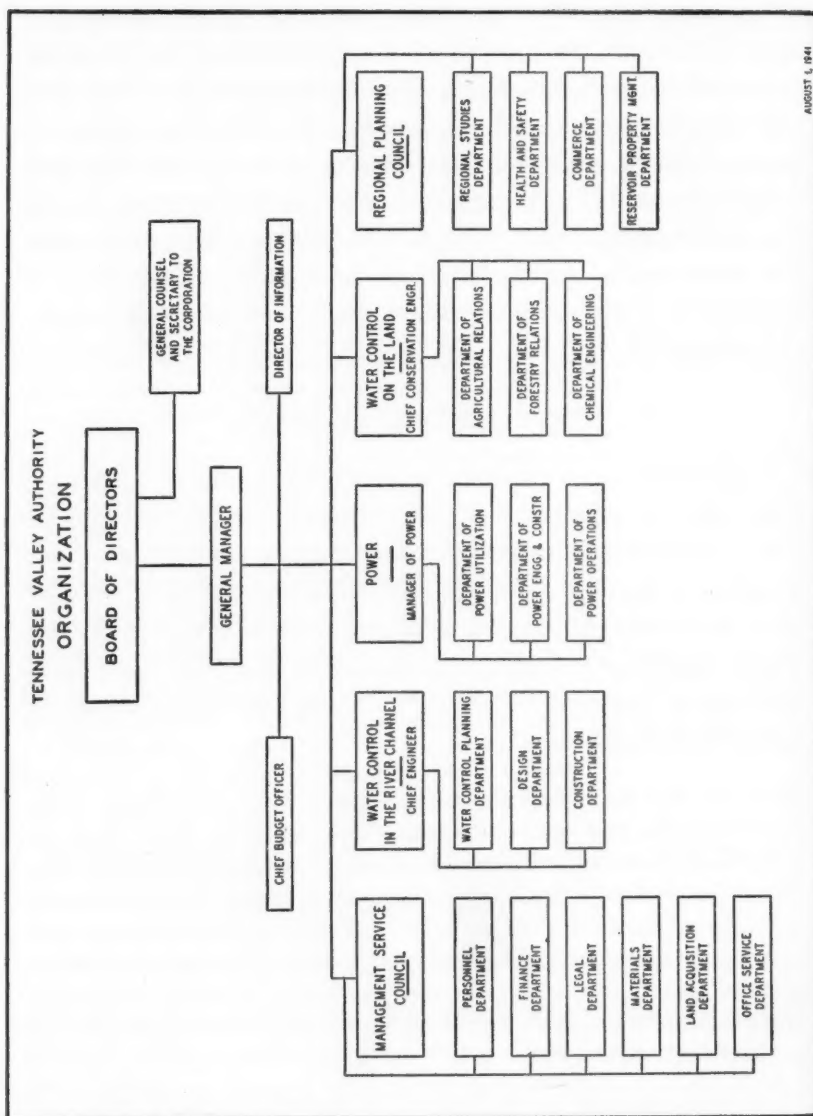 TENNESSEE VALLEY AUTHORITY
ORGANIZATION
BOARD OF DIRECTORS
GENERAL COUNSEL
AND SECRETARY TO
THE CORPORATION
GENERAL MANAGER
CHIEF BUDGET OFFICER
DIRECTOR OF INFORMATION
MANAGEMENT SERVICE
COUNCIL
PERSONNEL
DEPARTMENT
FINANCE
DEPARTMENT
LEGAL
DEPARTMENT
MATERIALS
DEPARTMENT
LAND ACQUISITION
DEPARTMENT
OFFICE SERVICE
DEPARTMENT
WATER CONTROL
IN THE RIVER CHANNEL
CHIEF ENGINEER
WATER CONTROL PLANNING
DEPARTMENT
DESIGN
DEPARTMENT
CONSTRUCTION
DEPARTMENT
POWER
MANAGER OF POWER
DEPARTMENT OF
POWER UTILIZATION
DEPARTMENT OF
POWER ENGG & CONSTR
DEPARTMENT OF
POWER OPERATIONS
WATER CONTROL
ON THE LAND
CHIEF CONSERVATION ENGR.
DEPARTMENT OF
AGRICULTURAL RELATIONS
DEPARTMENT OF
FORESTRY RELATIONS
DEPARTMENT OF
CHEMICAL ENGINEERING
REGIONAL PLANNING
COUNCIL
REGIONAL STUDIES
DEPARTMENT
HEALTH AND SAFETY
DEPARTMENT
COMMERCE
DEPARTMENT
RESERVOIR PROPERTY MGNT.
DEPARTMENT
AUGUST 1, 1941